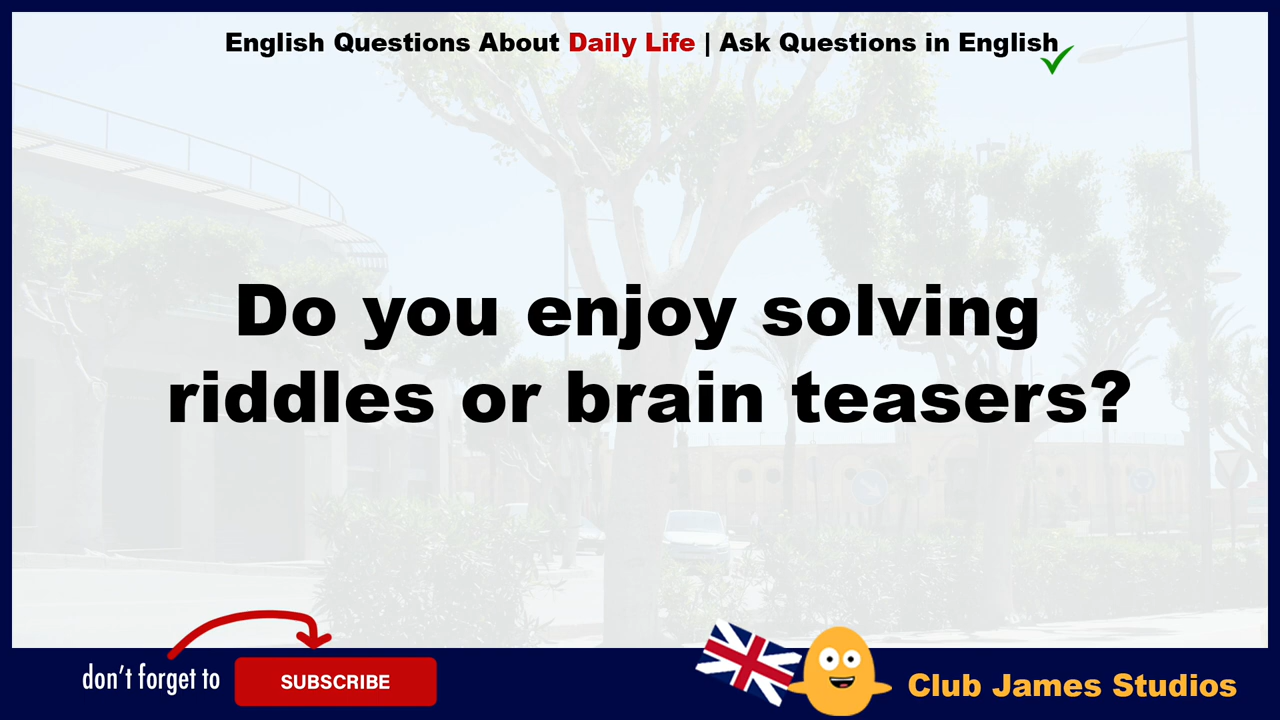 English Questions About Daily Life | Ask Questions in English
Do you enjoy solving
riddles or brain teasers?
don't forget to
SUBSCRIBE
Club James Studios